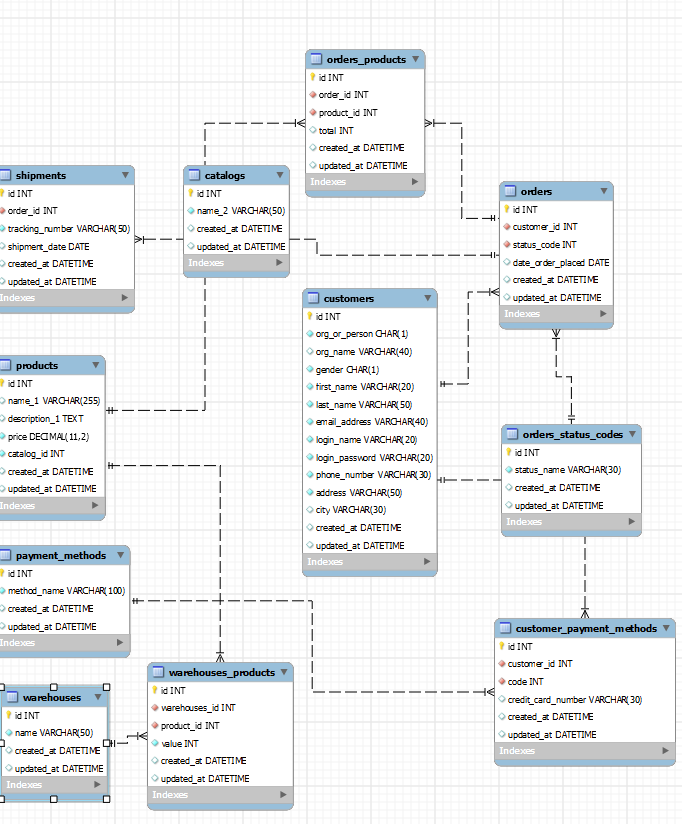 orders_products
id INT
order_id INT
product_id INT
total INT
created_at DATETIME
updated_at DATETIME
Indexes
shipments
id INT
order_id INT
tracking_number VARCHAR(50)
shipment_date DATE
created_at DATETIME
updated_at DATETIME
Indexes
catalogs
id INT
name_2 VARCHAR(50)
created_at DATETIME
updated_at DATETIME
Indexes
orders
id INT
customer_id INT
status_code INT
date_order_placed DATE
created_at DATETIME
updated_at DATETIME
Indexes
customers
id INT
org_or_person CHAR(1)
org_name VARCHAR(40)
gender CHAR(1)
first_name VARCHAR(20)
last_name VARCHAR(50)
email_address VARCHAR(40)
login_name VARCHAR(20)
login_password VARCHAR(20)
phone_number VARCHAR(30)
address VARCHAR(50)
city VARCHAR(30)
created_at DATETIME
updated_at DATETIME
Indexes
products
id INT
name_1 VARCHAR(255)
description_1 TEXT
price DECIMAL(11,2)
catalog_id INT
created_at DATETIME
updated_at DATETIME
Indexes
orders_status_codes
id INT
status_name VARCHAR(30)
created_at DATETIME
updated_at DATETIME
Indexes
payment_methods
id INT
method_name VARCHAR(100)
created_at DATETIME
updated_at DATETIME
Indexes
customer_payment_methods
id INT
customer_id INT
code INT
credit_card_number VARCHAR(30)
created_at DATETIME
updated_at DATETIME
Indexes
warehouses
id INT
name VARCHAR(50)
created_at DATETIME
updated_at DATETIME
Indexes
warehouses_products
id INT
warehouses_id INT
product_id INT
value INT
created_at DATETIME
updated_at DATETIME
Indexes